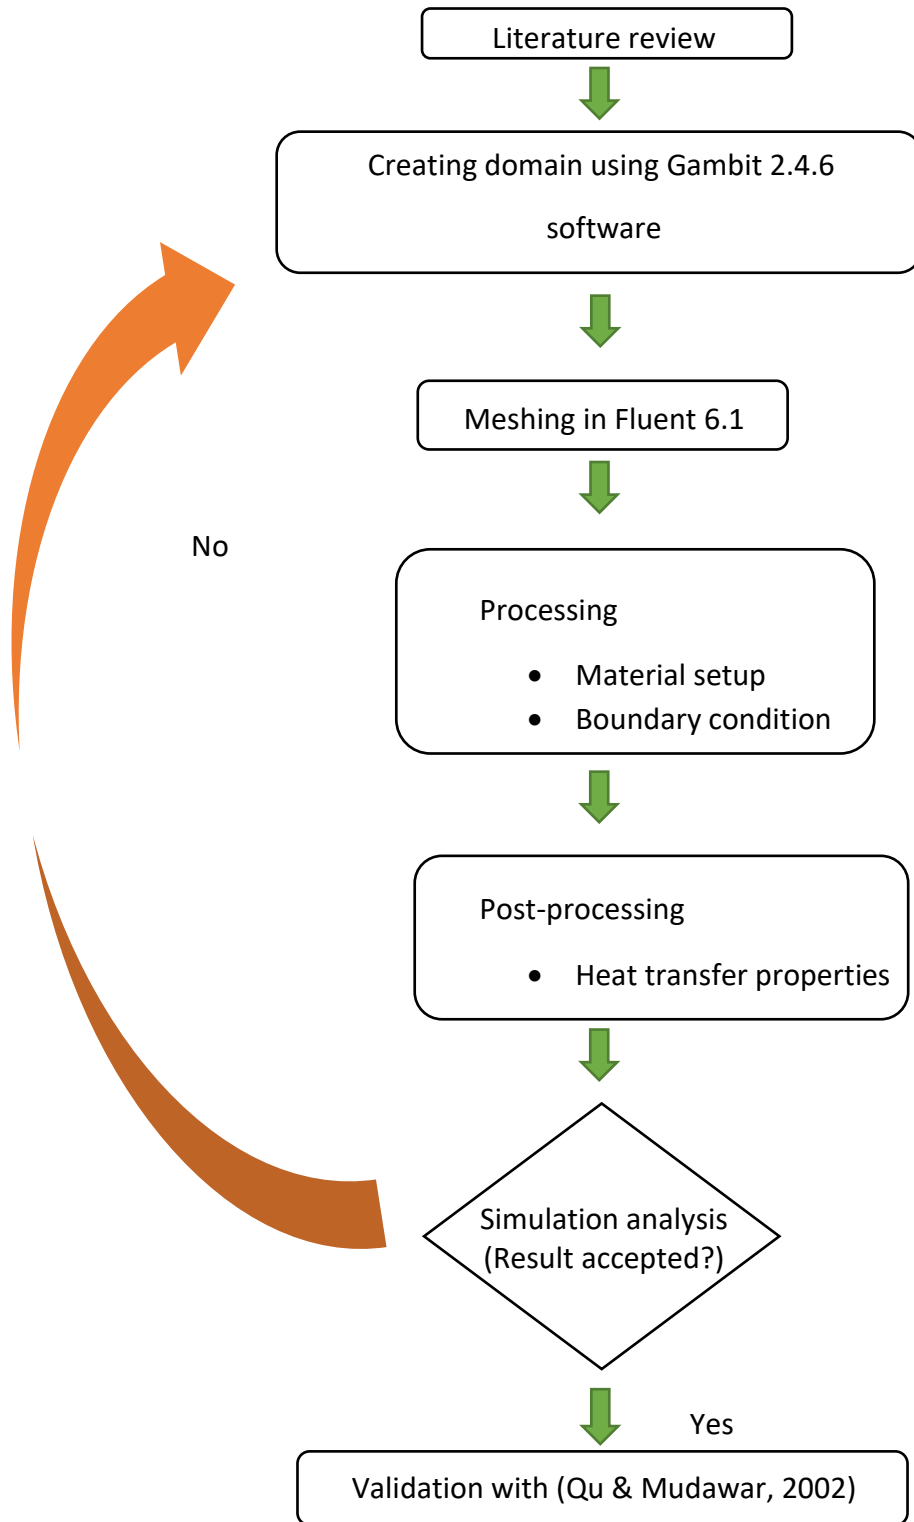 Literature review
Creating domain using Gambit 2.4.6
software
Meshing in Fluent 6.1
No
Processing
• Material setup
• Boundary condition
Post-processing
• Heat transfer properties
Simulation analysis
(Result accepted?)
Yes
Validation with (Qu & Mudawar, 2002)